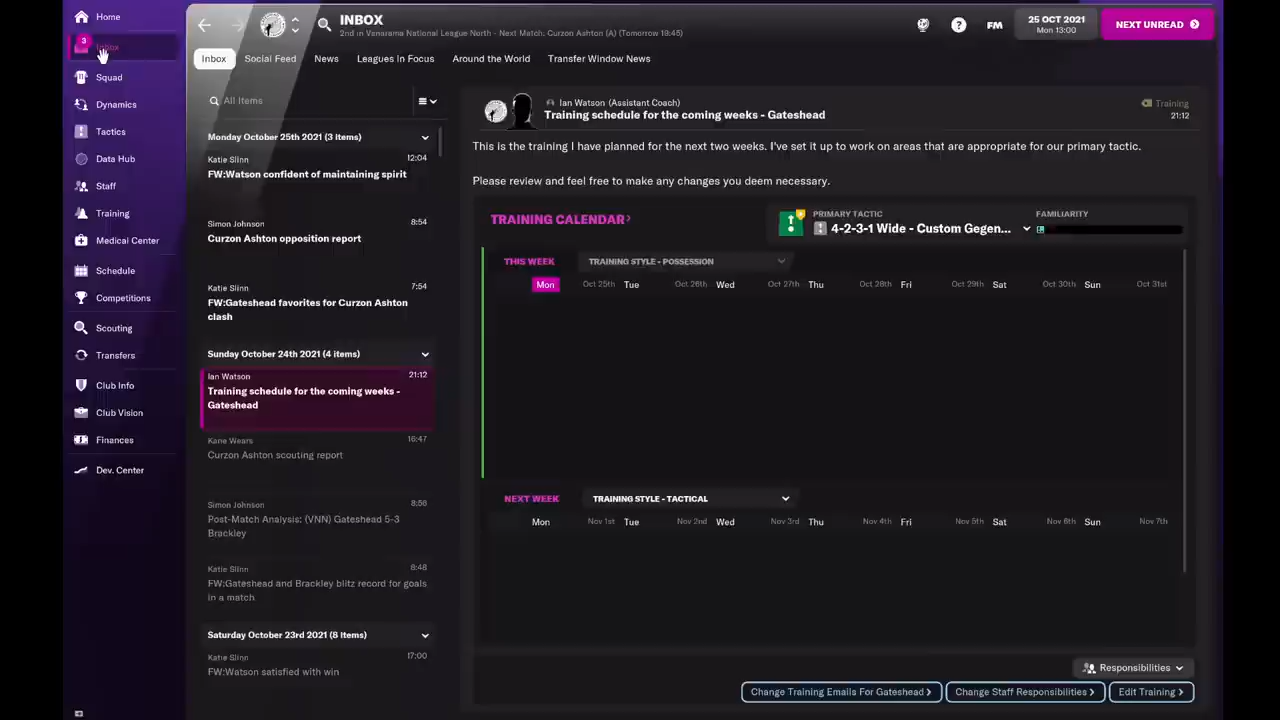 Home
3
Inbox
Squad
Dynamics
Tactics
Data Hub
Staff
Training
Medical Center
Schedule
Competitions
Scouting
Transfers
Club Info
Club Vision
Finances
Dev. Center
INBOX
2nd in Vanarama National League North - Next Match: Curzon Ashton (A) (Tomorrow 19:45)
FM
25 OCT 2021
Mon 13:00
NEXT UNREAD
Inbox
Social Feed
News
Leagues In Focus
Around the World
Transfer Window News
All Items
Monday October 25th 2021 (3 items)
Katie Slinn 12:04
FW:Watson confident of maintaining spirit
Simon Johnson 8:54
Curzon Ashton opposition report
Katie Slinn 7:54
FW:Gateshead favorites for Curzon Ashton
clash
Sunday October 24th 2021 (4 items)
Ian Watson 21:12
Training schedule for the coming weeks -
Gateshead
Kane Wears 16:47
Curzon Ashton scouting report
Simon Johnson 8:56
Post-Match Analysis: (VNN) Gateshead 5-3
Brackley
Katie Slinn 8:48
FW:Gateshead and Brackley blitz record for goals
in a match
Saturday October 23rd 2021 (8 items)
Katie Slinn 17:00
FW:Watson satisfied with win
Ian Watson (Assistant Coach)
Training schedule for the coming weeks - Gateshead
Training
21:12
This is the training I have planned for the next two weeks. I've set it up to work on areas that are appropriate for our primary tactic.
Please review and feel free to make any changes you deem necessary.
TRAINING CALENDAR
PRIMARY TACTIC
4-2-3-1 Wide - Custom Gegen...
FAMILIARITY
THIS WEEK
TRAINING STYLE - POSSESSION
Mon Oct 25th Tue Oct 26th Wed Oct 27th Thu Oct 28th Fri Oct 29th Sat Oct 30th Sun Oct 31st
NEXT WEEK
TRAINING STYLE - TACTICAL
Mon Nov 1st Tue Nov 2nd Wed Nov 3rd Thu Nov 4th Fri Nov 5th Sat Nov 6th Sun Nov 7th
Responsibilities
Change Training Emails For Gateshead
Change Staff Responsibilities
Edit Training